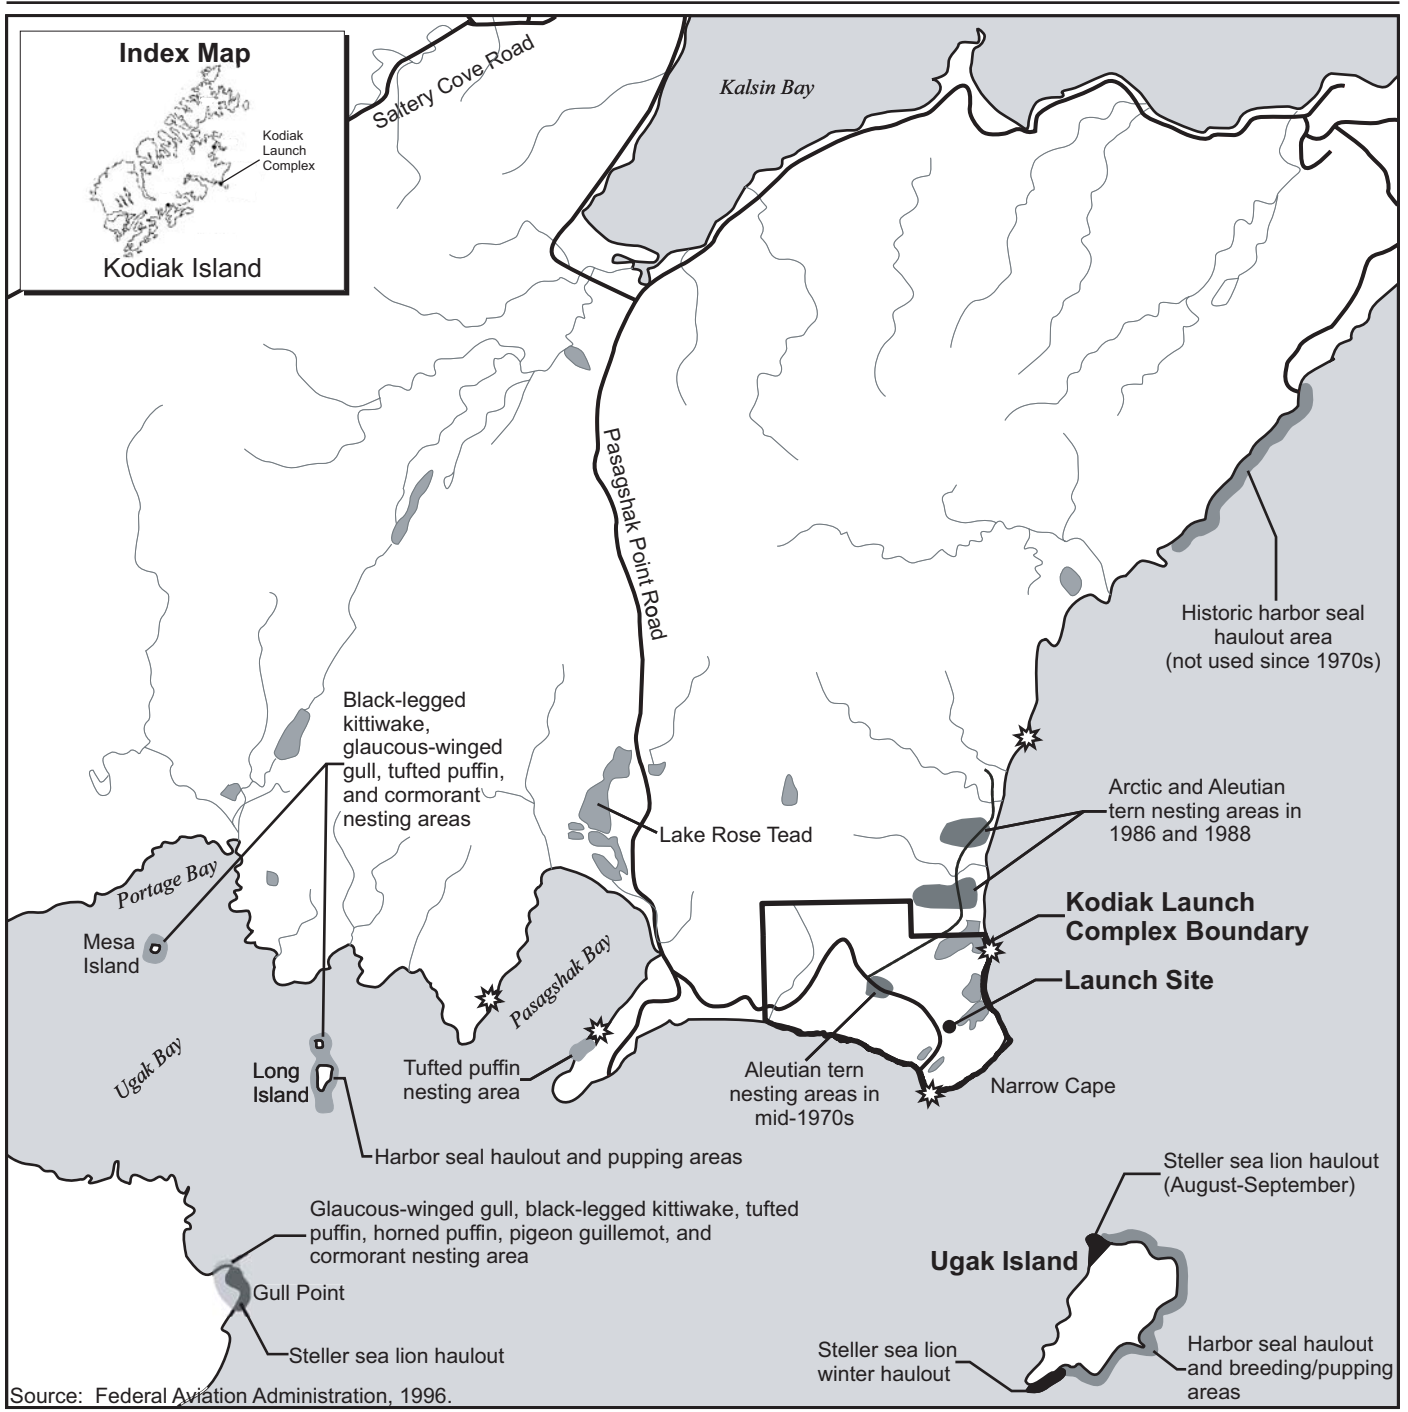 Index Map
Kodiak
Launch
Complex
Kodiak Island
Saltery Cove Road
Kalsin Bay
Pasagshak Point Road
Historic harbor seal
haulout area
(not used since 1970s)
Black-legged
kittiwake,
glaucous-winged
gull, tufted puffin,
and cormorant
nesting areas
Lake Rose Tead
Arctic and Aleutian
tern nesting areas in
1986 and 1988
Portage Bay
Mesa
Island
Kodiak Launch
Complex Boundary
Pasagshak Bay
Launch Site
Ugak Bay
Long
Island
Tufted puffin
nesting area
Aleutian tern
nesting areas in
mid-1970s
Narrow Cape
Harbor seal haulout and pupping areas
Steller sea lion haulout
(August-September)
Glaucous-winged gull, black-legged kittiwake, tufted
puffin, horned puffin, pigeon guillemot, and
cormorant nesting area
Ugak Island
Gull Point
Steller sea lion haulout
Steller sea lion
winter haulout
Harbor seal haulout
and breeding/pupping
areas
Source: Federal Aviation Administration, 1996.